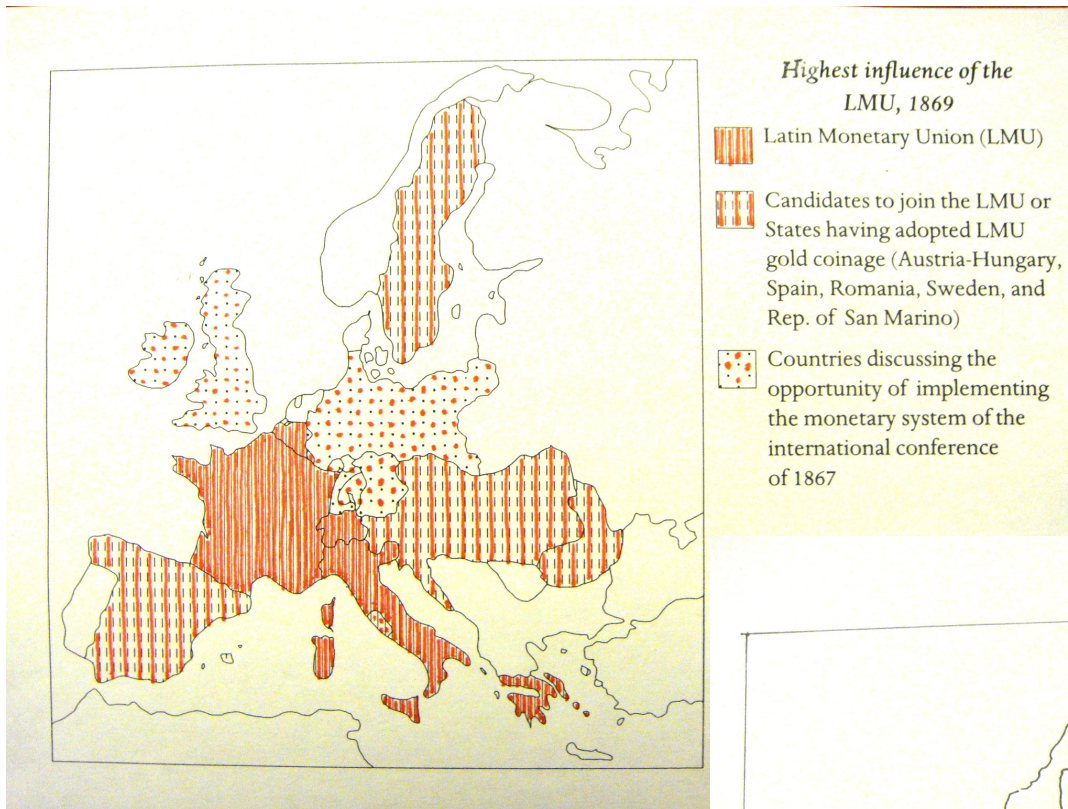 Highest influence of the
LMU, 1869
Latin Monetary Union (LMU)
Candidates to join the LMU or
States having adopted LMU
gold coinage (Austria-Hungary,
Spain, Romania, Sweden, and
Rep. of San Marino)
Countries discussing the
opportunity of implementing
the monetary system of the
international conference
of 1867